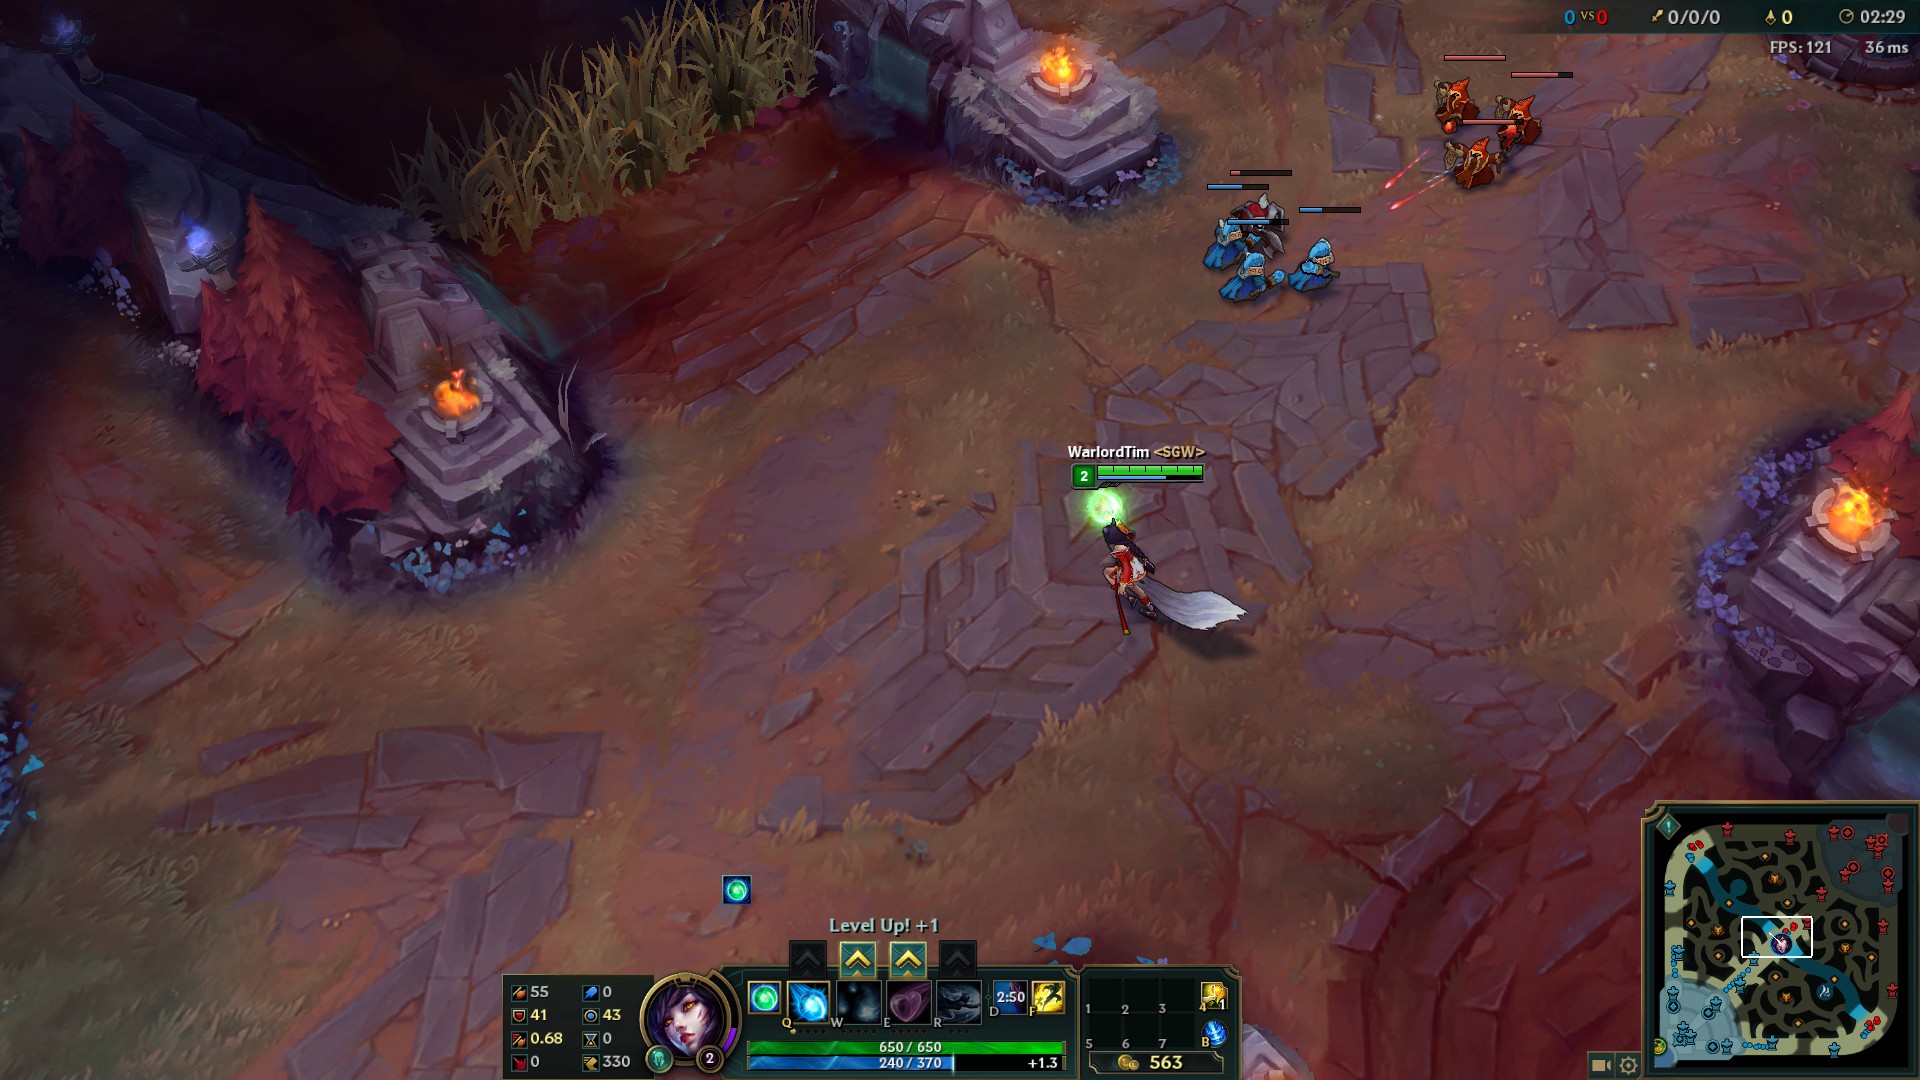 0 VS 0 0/0/0 0 02:29
FPS: 121 36 ms
WarlordTim <SGW>
2
Level Up! +1
55 0
41 43
0.68 0
0 330
2
Q W E R
2:50
D F
650 / 650
240 / 370 +1.3
1 2 3 4 1
5 6 7 B
563